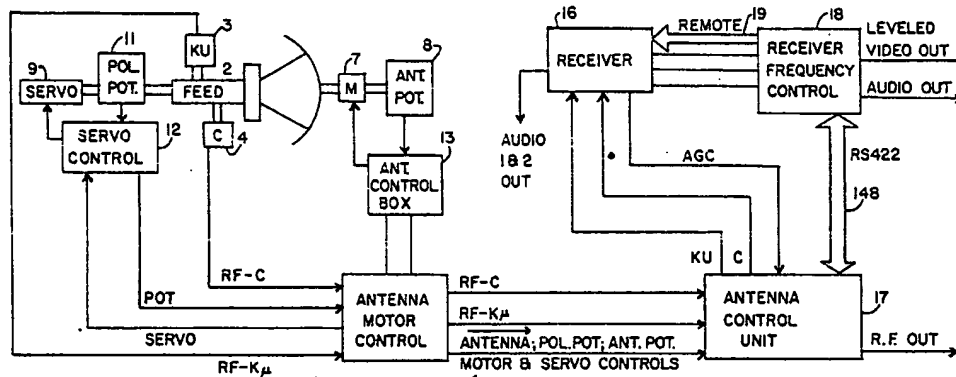 3
KU
11
POL.
POT.
9
SERVO
2
FEED
C
4
12
SERVO
CONTROL
7
M
8
ANT.
POT.
13
ANT.
CONTROL
BOX
16
RECEIVER
REMOTE
19
18
RECEIVER
FREQUENCY
CONTROL
LEVELED
VIDEO OUT
AUDIO OUT
AUDIO
1 & 2
OUT
AGC
RS422
148
KU
C
RF-C
POT
SERVO
RF-Kμ
ANTENNA
MOTOR
CONTROL
RF-C
RF-Kμ
ANTENNA; POL.POT; ANT. POT.
MOTOR & SERVO CONTROLS
ANTENNA
CONTROL
UNIT
17
R.F. OUT